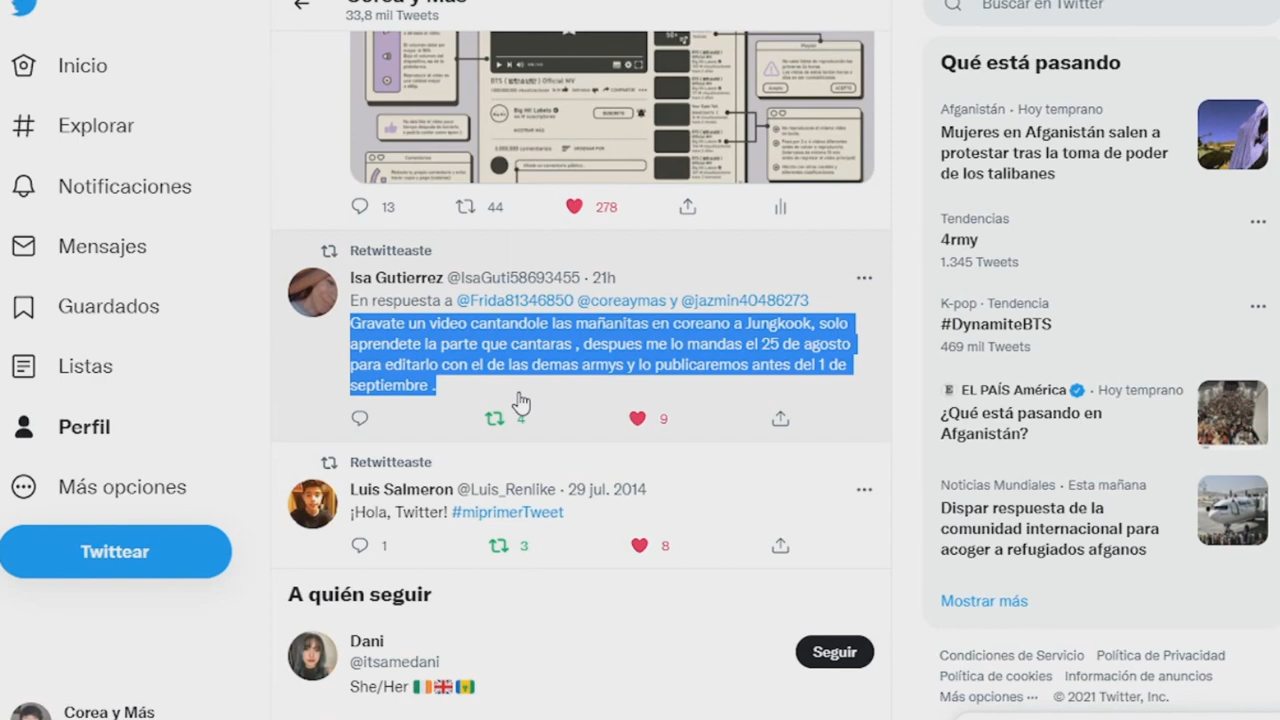 Corea y Más
33,8 mil Tweets
Inicio
Explorar
Notificaciones
Mensajes
Guardados
Listas
Perfil
Más opciones
Twittear
Corea y Más
BTS Official MV
Big Hit Labels
13 44 278
Retwitteaste
Isa Gutierrez @IsaGuti58693455 · 21h
En respuesta a @Frida81346850 @coreaymas y @jazmin40486273
Gravate un video cantandole las mañanitas en coreano a Jungkook, solo
aprendete la parte que cantaras , despues me lo mandas el 25 de agosto
para editarlo con el de las demas armys y lo publicaremos antes del 1 de
septiembre .
4 9
Retwitteaste
Luis Salmeron @Luis_Renlike · 29 jul. 2014
¡Hola, Twitter! #miprimerTweet
1 3 8
A quién seguir
Dani
@itsamedani
She/Her
Seguir
Buscar en Twitter
Qué está pasando
Afganistán · Hoy temprano
Mujeres en Afganistán salen a
protestar tras la toma de poder
de los talibanes
Tendencias
4rmy
1.345 Tweets
K-pop · Tendencia
#DynamiteBTS
469 mil Tweets
EL PAÍS América · Hoy temprano
¿Qué está pasando en
Afganistán?
Noticias Mundiales · Esta mañana
Dispar respuesta de la
comunidad internacional para
acoger a refugiados afganos
Mostrar más
Condiciones de Servicio Política de Privacidad
Política de cookies Información de anuncios
Más opciones ··· © 2021 Twitter, Inc.